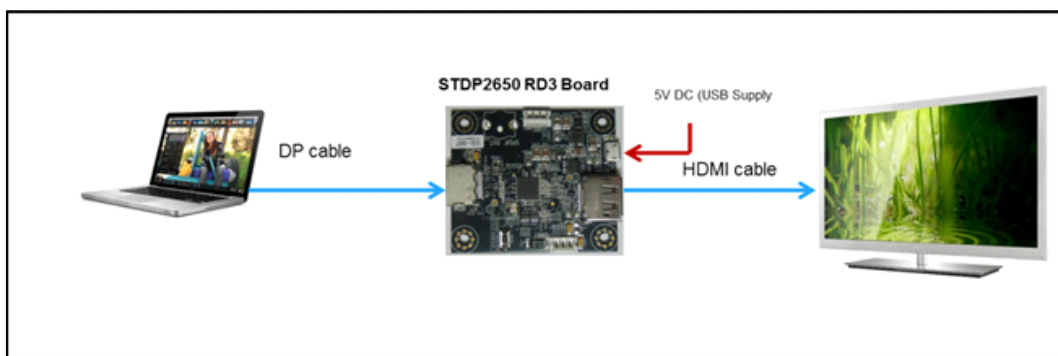 STDP2650 RD3 Board
5V DC (USB Supply
DP cable
HDMI cable